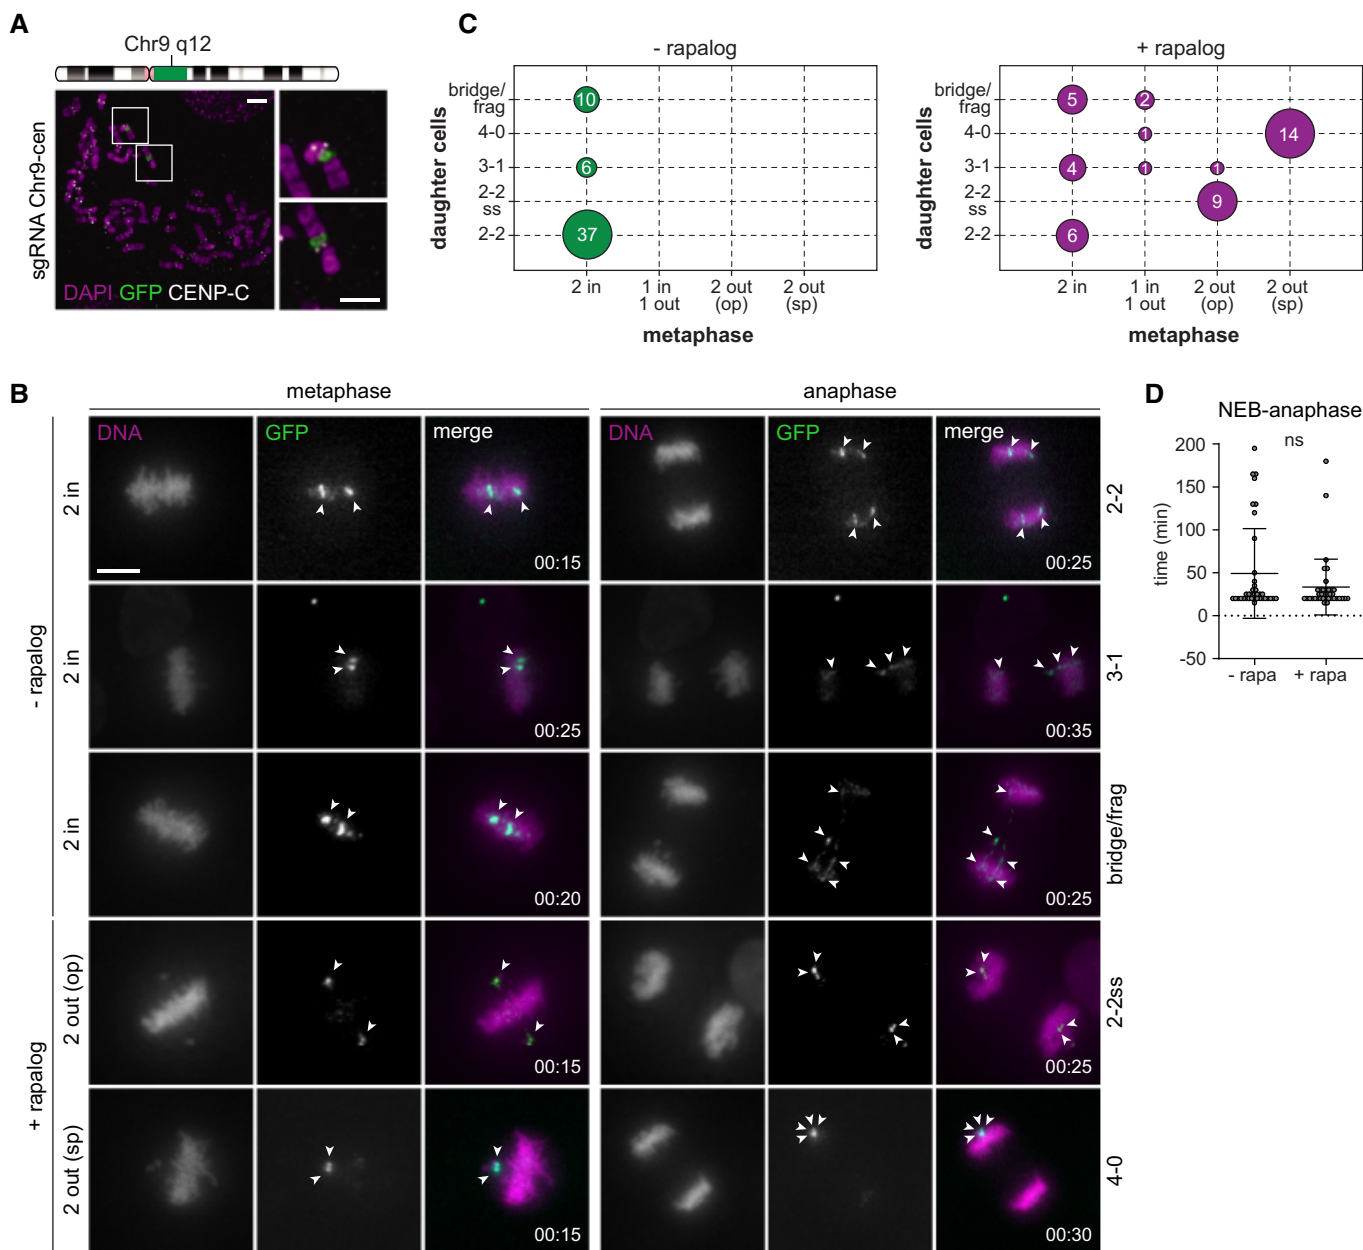 A
Chr9 q12
sgRNA Chr9-cen
DAPI GFP CENP-C
C
- rapalog
daughter cells
bridge/
frag
4-0
3-1
2-2
ss
2-2
10
6
37
2 in
1 in
1 out
2 out
(op)
2 out
(sp)
metaphase
+ rapalog
daughter cells
bridge/
frag
4-0
3-1
2-2
ss
2-2
5
2
1
14
4
1
1
9
6
2 in
1 in
1 out
2 out
(op)
2 out
(sp)
metaphase
B
metaphase
anaphase
- rapalog
2 in
DNA
GFP
merge
00:15
DNA
GFP
merge
00:25
2-2
2 in
00:25
00:35
3-1
2 in
00:20
00:25
bridge/frag
+ rapalog
2 out (op)
00:15
00:25
2-2ss
2 out (sp)
00:15
00:30
4-0
D
NEB-anaphase
ns
time (min)
200
150
100
50
0
-50
- rapa
+ rapa